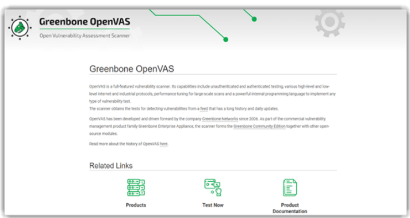 Greenbone OpenVAS
Open Vulnerability Assessment Scanner
Greenbone OpenVAS
OpenVAS is a full-featured vulnerability scanner. Its capabilities include unauthenticated and authenticated testing, various high-level and low-
level internet and industrial protocols, performance tuning for large-scale scans and a powerful internal programming language to implement any
type of vulnerability test.
The scanner obtains the tests for detecting vulnerabilities from a feed that has a long history and daily updates.
OpenVAS has been developed and driven forward by the company Greenbone Networks since 2006. As part of the commercial vulnerability
management product family Greenbone Enterprise Appliance, the scanner forms the Greenbone Community Edition together with other open-
source modules.
Read more about the history of OpenVAS here.
Related Links
Products
Test Now
Product
Documentation